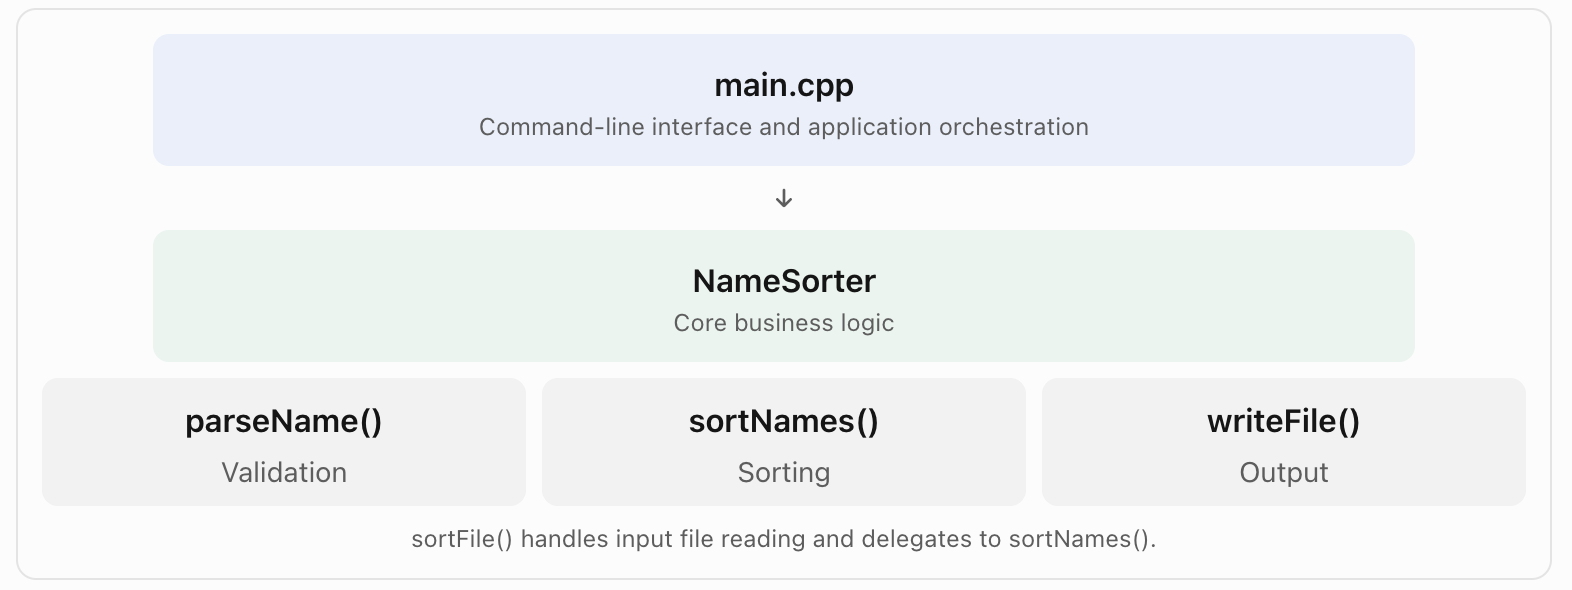 main.cpp
Command-line interface and application orchestration
↓
NameSorter
Core business logic
parseName()
Validation
sortNames()
Sorting
writeFile()
Output
sortFile() handles input file reading and delegates to sortNames().